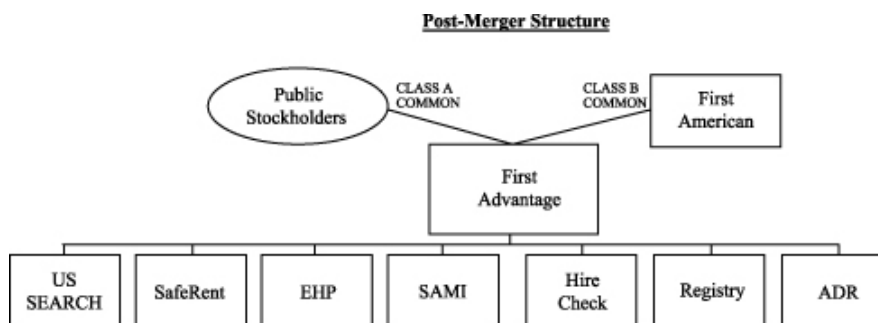 Post-Merger Structure
Public
Stockholders
CLASS A
COMMON
CLASS B
COMMON
First
American
First
Advantage
US
SEARCH
SafeRent
EHP
SAMI
Hire
Check
Registry
ADR